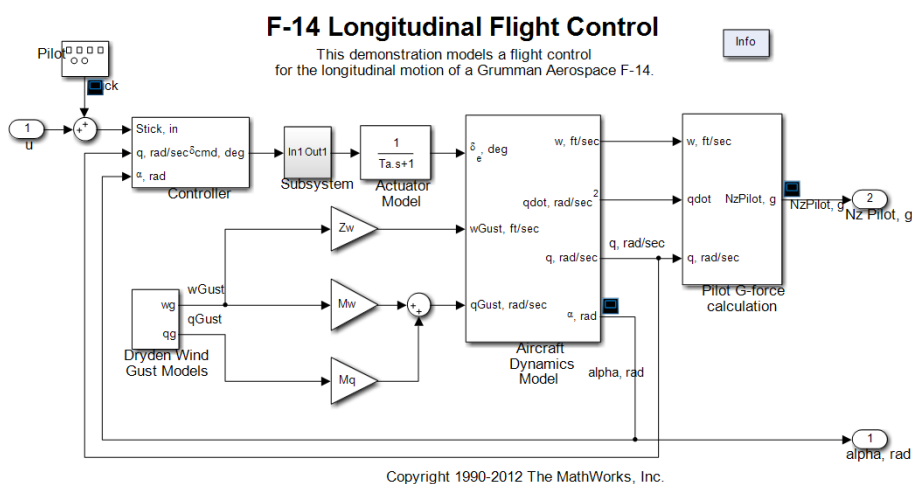 F-14 Longitudinal Flight Control
This demonstration models a flight control
for the longitudinal motion of a Grumman Aerospace F-14.
Info
Pilot
ck
1
u
+
+
Stick, in
q, rad/sec
δcmd, deg
α, rad
Controller
In1 Out1
Subsystem
1
Ta.s+1
Actuator
Model
δe, deg
wGust, ft/sec
qGust, rad/sec
w, ft/sec
qdot, rad/sec2
q, rad/sec
α, rad
Aircraft
Dynamics
Model
q, rad/sec
alpha, rad
w, ft/sec
qdot
q, rad/sec
NzPilot, g
Pilot G-force
calculation
NzPilot, g
2
Nz Pilot, g
Zw
Mw
Mq
+
+
wg
qg
wGust
qGust
Dryden Wind
Gust Models
1
alpha, rad
Copyright 1990-2012 The MathWorks, Inc.